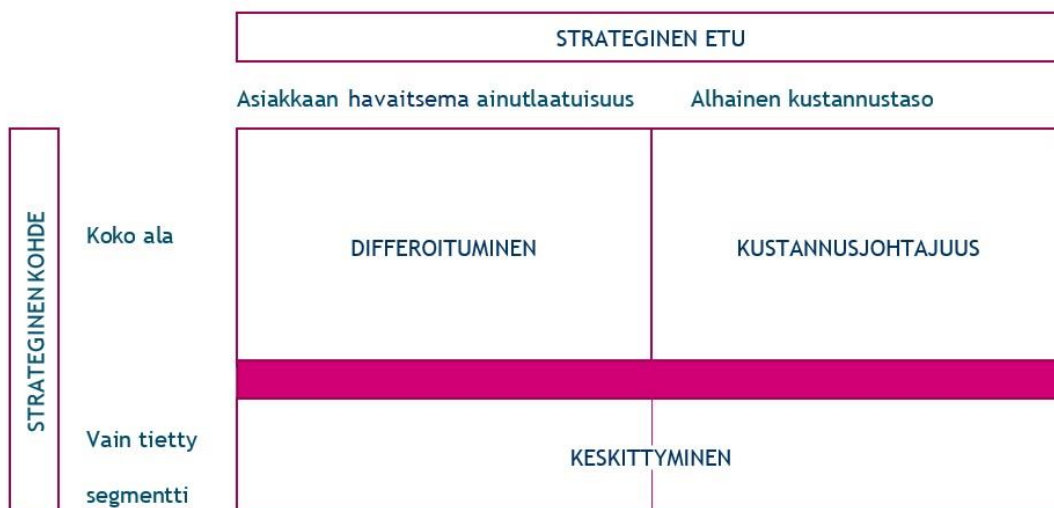 STRATEGINEN ETU
Asiakkaan havaitsema ainutlaatuisuus
Alhainen kustannustaso
STRATEGINEN KOHDE
Koko ala
DIFFEROITUMINEN
KUSTANNUSJOHTAJUUS
Vain tietty
segmentti
KESKITTYMINEN